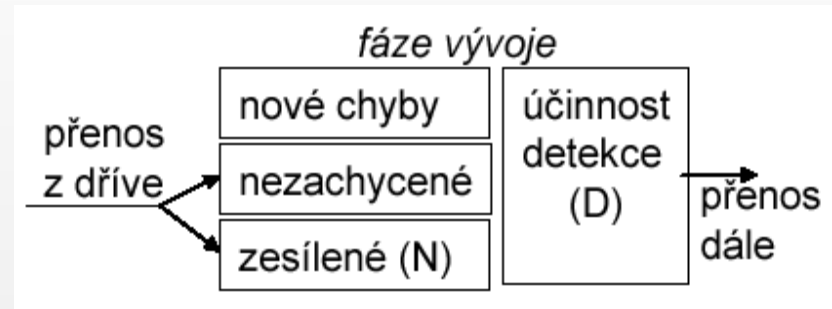 fáze vývoje
přenos
z dříve
nové chyby
nezachycené
zesílené (N)
účinnost
detekce
(D)
přenos
dále